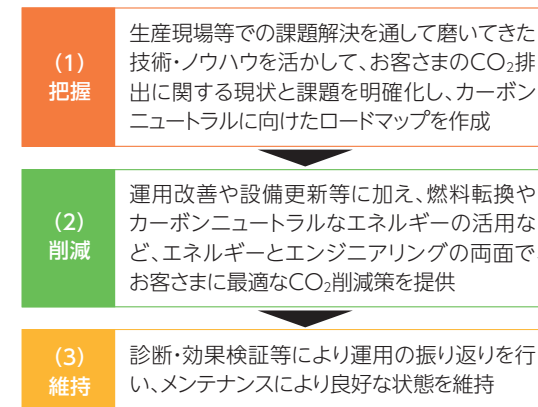 (1)
把握
生産現場等での課題解決を通して磨いてきた
技術・ノウハウを活かして、お客さまのCO₂排
出に関する現状と課題を明確化し、カーボン
ニュートラルに向けたロードマップを作成
(2)
削減
運用改善や設備更新等に加え、燃料転換や
カーボンニュートラルなエネルギーの活用な
ど、エネルギーとエンジニアリングの両面で、
お客さまに最適なCO₂削減策を提供
(3)
維持
診断・効果検証等により運用の振り返りを行
い、メンテナンスにより良好な状態を維持